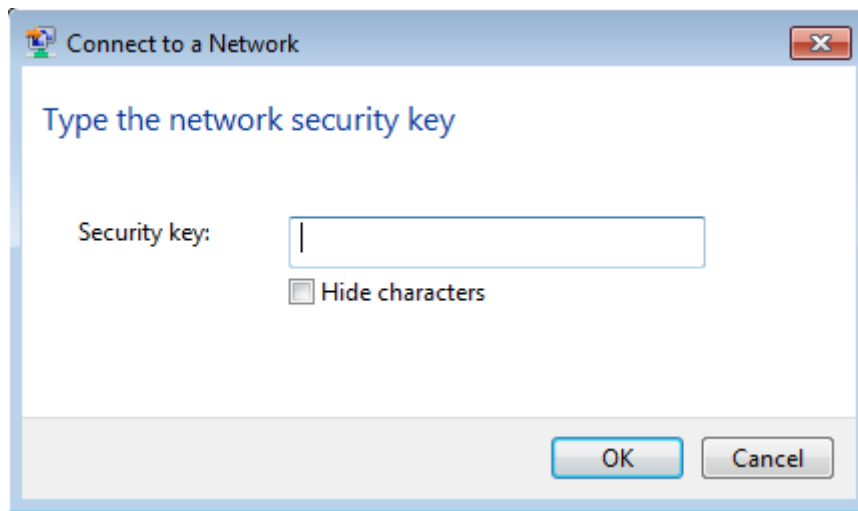 Connect to a Network
Type the network security key
Security key:
Hide characters
OK Cancel